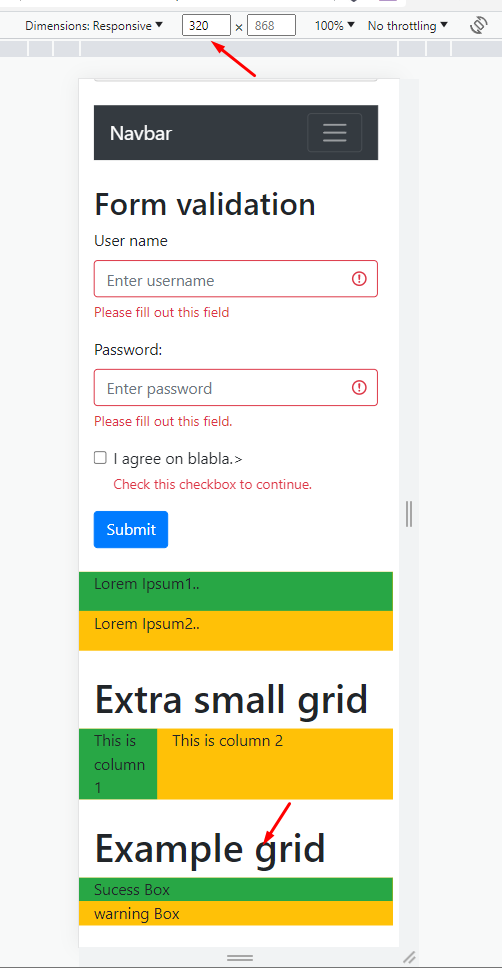 Dimensions: Responsive 320 × 868 100% No throttling
Navbar
Form validation
User name
Enter username
Please fill out this field
Password:
Enter password
Please fill out this field.
I agree on blabla.>
Check this checkbox to continue.
Submit
Lorem Ipsum1..
Lorem Ipsum2..
Extra small grid
This is
column
1
This is column 2
Example grid
Sucess Box
warning Box